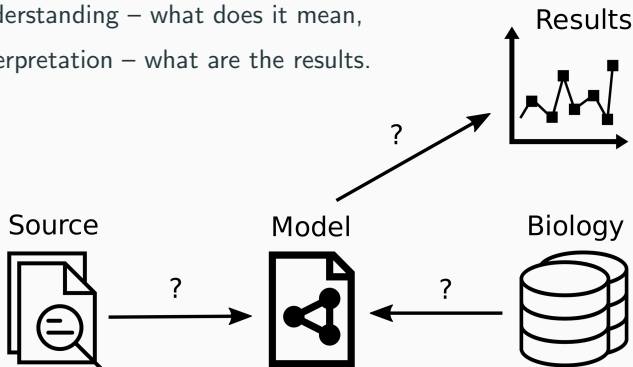 derstanding – what does it mean,
erpretation – what are the results.
Results
?
Source
Model
Biology
?
?